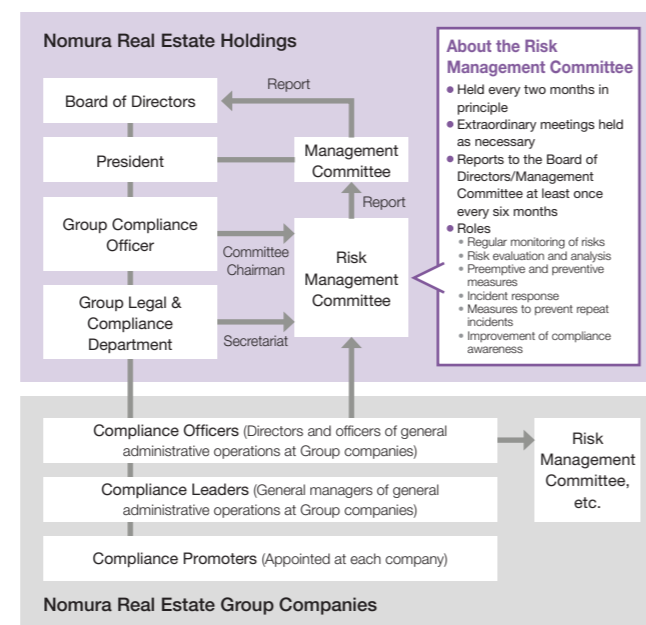 Nomura Real Estate Holdings
Board of Directors
Report
President
Management
Committee
Report
Group Compliance
Officer
Committee
Chairman
Risk
Management
Committee
Group Legal &
Compliance
Department
Secretariat
About the Risk
Management Committee
● Held every two months in
principle
● Extraordinary meetings held
as necessary
● Reports to the Board of
Directors/Management
Committee at least once
every six months
● Roles
● Regular monitoring of risks
● Risk evaluation and analysis
● Preemptive and preventive
measures
● Incident response
● Measures to prevent repeat
incidents
● Improvement of compliance
awareness
Compliance Officers (Directors and officers of general
administrative operations at Group companies)
Risk
Management
Committee,
etc.
Compliance Leaders (General managers of general
administrative operations at Group companies)
Compliance Promoters (Appointed at each company)
Nomura Real Estate Group Companies